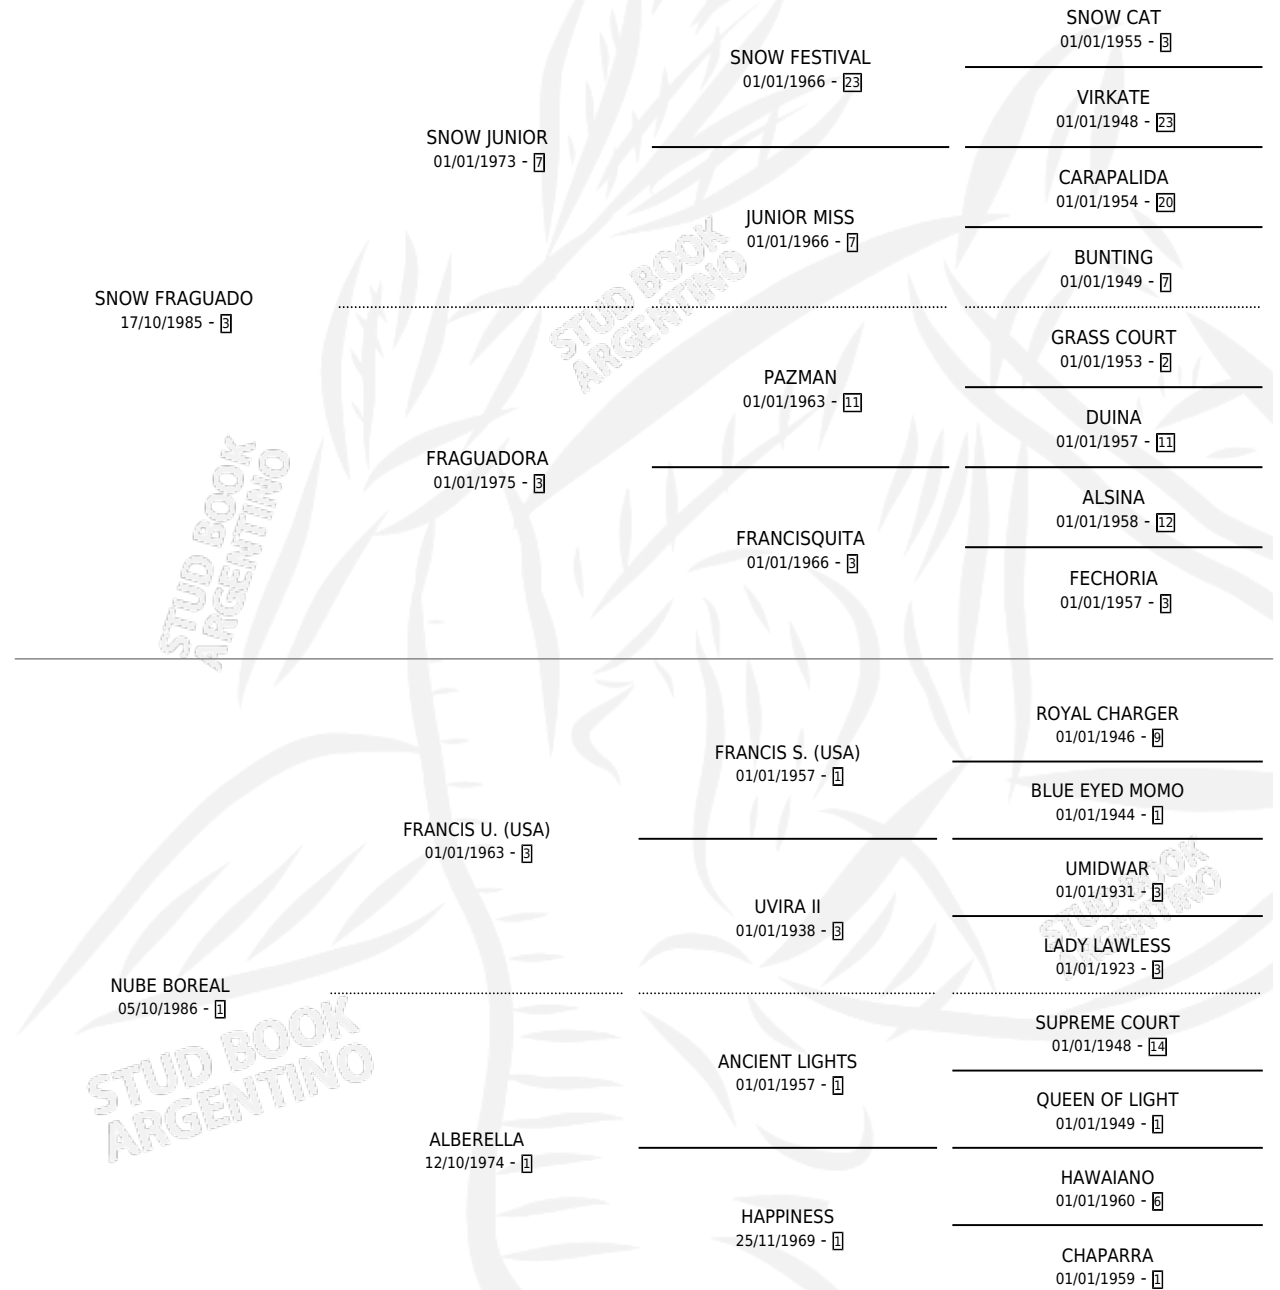 SNOW CAT
01/01/1955 - 3
SNOW FESTIVAL
01/01/1966 - 23
VIRKATE
01/01/1948 - 23
SNOW JUNIOR
01/01/1973 - 7
CARAPALIDA
01/01/1954 - 20
JUNIOR MISS
01/01/1966 - 7
BUNTING
01/01/1949 - 7
SNOW FRAGUADO
17/10/1985 - 3
GRASS COURT
01/01/1953 - 2
PAZMAN
01/01/1963 - 11
DUINA
01/01/1957 - 11
FRAGUADORA
01/01/1975 - 3
ALSINA
01/01/1958 - 12
FRANCISQUITA
01/01/1966 - 3
FECHORIA
01/01/1957 - 3
STUD BOOK
ARGENTINO
STUD BOOK
ARGENTINO
ROYAL CHARGER
01/01/1946 - 9
FRANCIS S. (USA)
01/01/1957 - 1
BLUE EYED MOMO
01/01/1944 - 1
FRANCIS U. (USA)
01/01/1963 - 3
UMIDWAR
01/01/1931 - 3
UVIRA II
01/01/1938 - 3
LADY LAWLESS
01/01/1923 - 3
NUBE BOREAL
05/10/1986 - 1
SUPREME COURT
01/01/1948 - 14
ANCIENT LIGHTS
01/01/1957 - 1
QUEEN OF LIGHT
01/01/1949 - 1
ALBERELLA
12/10/1974 - 1
HAWAIANO
01/01/1960 - 6
HAPPINESS
25/11/1969 - 1
CHAPARRA
01/01/1959 - 1
STUD BOOK
ARGENTINO
STUD BOOK
ARGENTINO